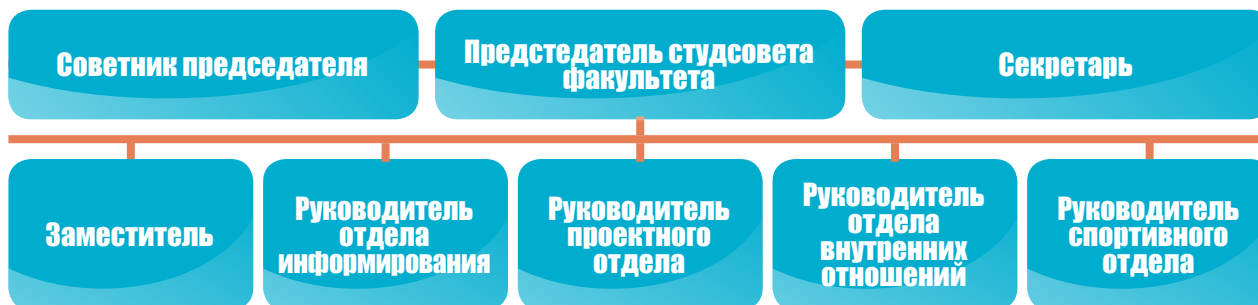 Советник председателя
Предстедатель студсовета
факультета
Секретарь
Заместитель
Руководитель
отдела
информирования
Руководитель
проектного
отдела
Руководитель
отдела
внутренних
отношений
Руководитель
спортивного
отдела